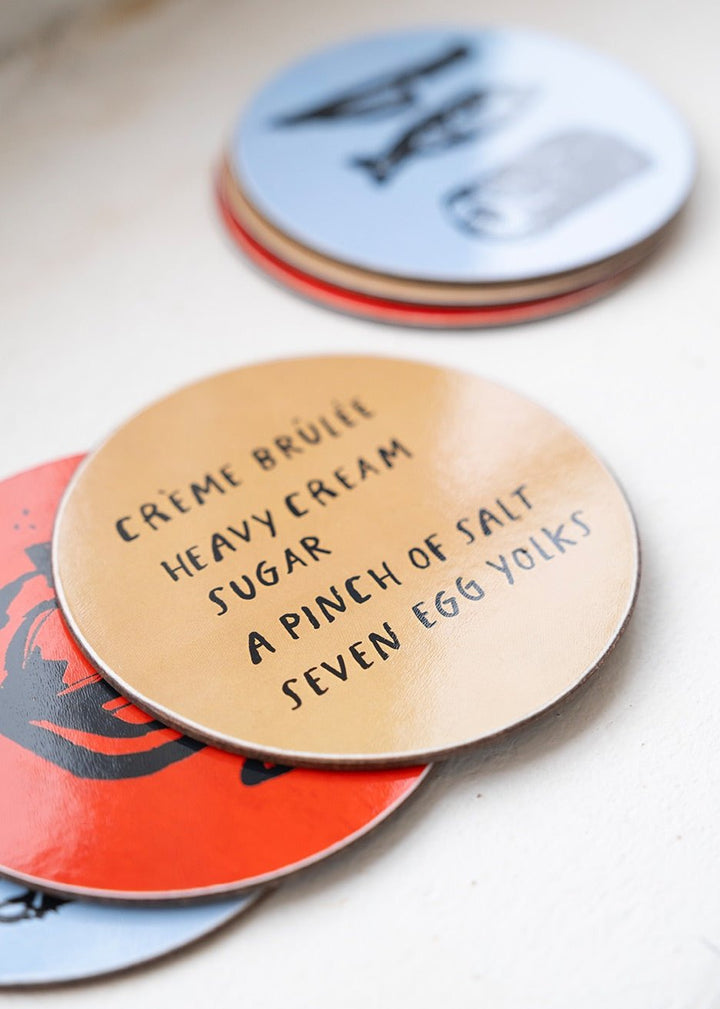 CRÈME BRÛLÉE
HEAVY CREAM
SUGAR
A PINCH OF SALT
SEVEN EGG YOLKS